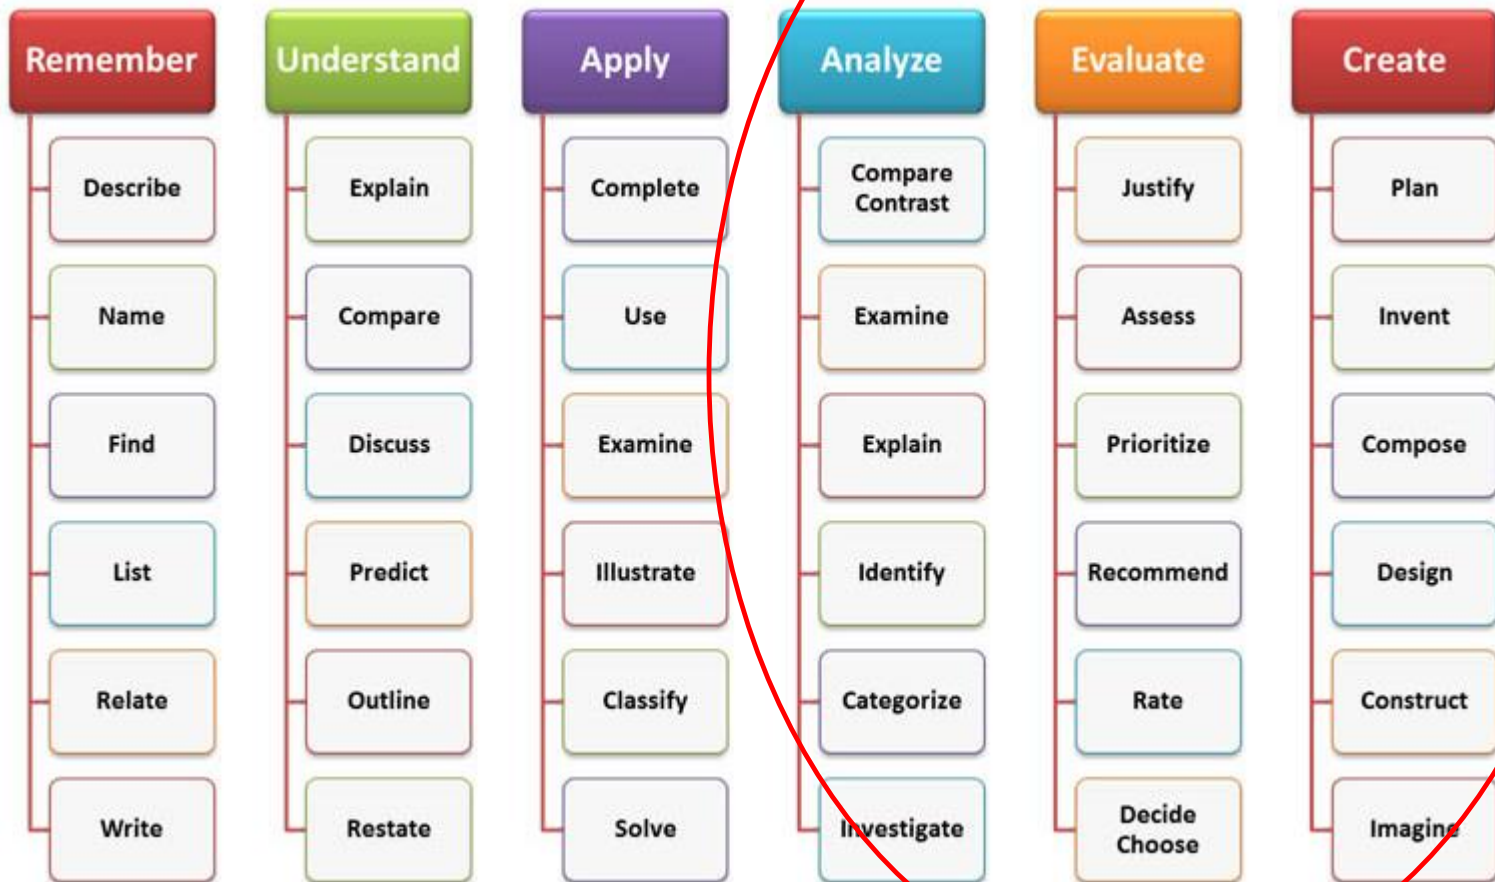 Remember
Describe
Name
Find
List
Relate
Write
Understand
Explain
Compare
Discuss
Predict
Outline
Restate
Apply
Complete
Use
Examine
Illustrate
Classify
Solve
Analyze
Compare
Contrast
Examine
Explain
Identify
Categorize
Investigate
Evaluate
Justify
Assess
Prioritize
Recommend
Rate
Decide
Choose
Create
Plan
Invent
Compose
Design
Construct
Imagine